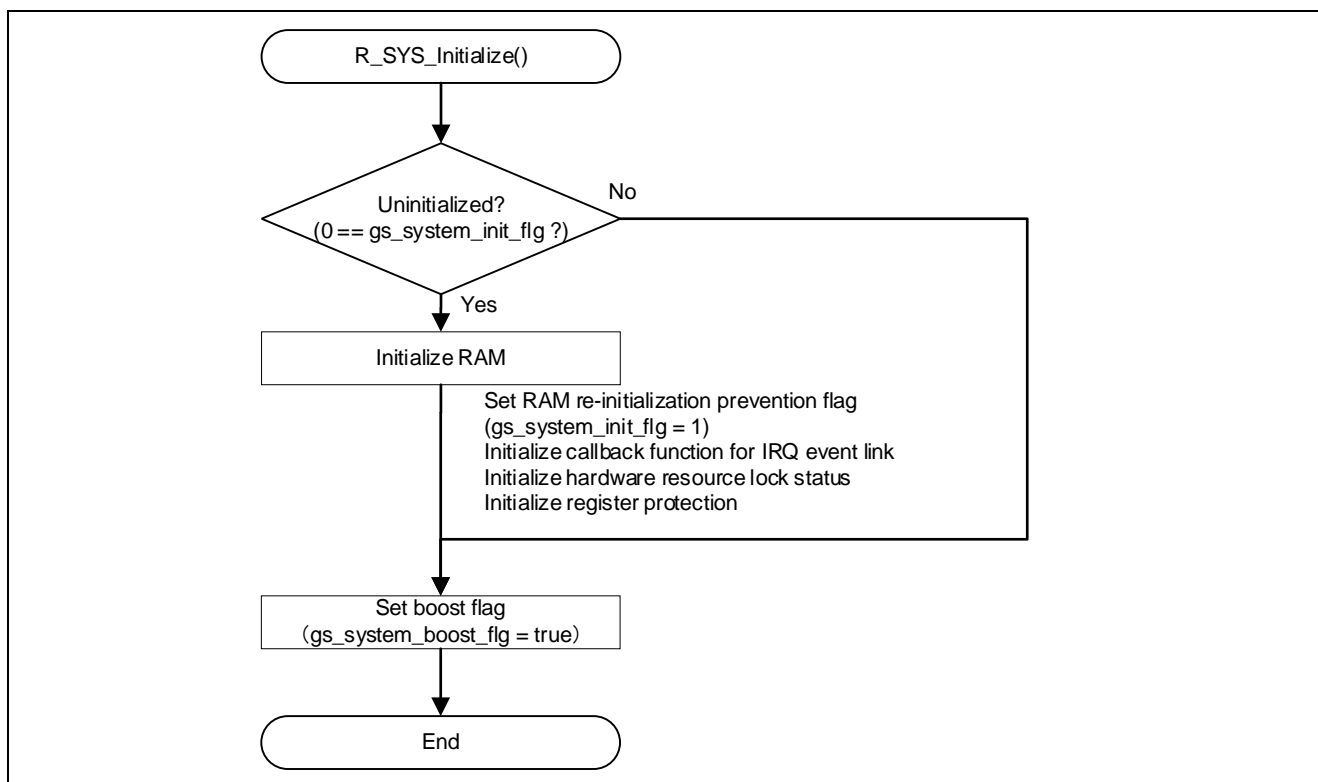 R_SYS_Initialize()
No
Uninitialized?
(0 == gs_system_init_flg ?)
Yes
Initialize RAM
Set RAM re-initialization prevention flag
(gs_system_init_flg = 1)
Initialize callback function for IRQ event link
Initialize hardware resource lock status
Initialize register protection
Set boost flag
（gs_system_boost_flg = true）
End